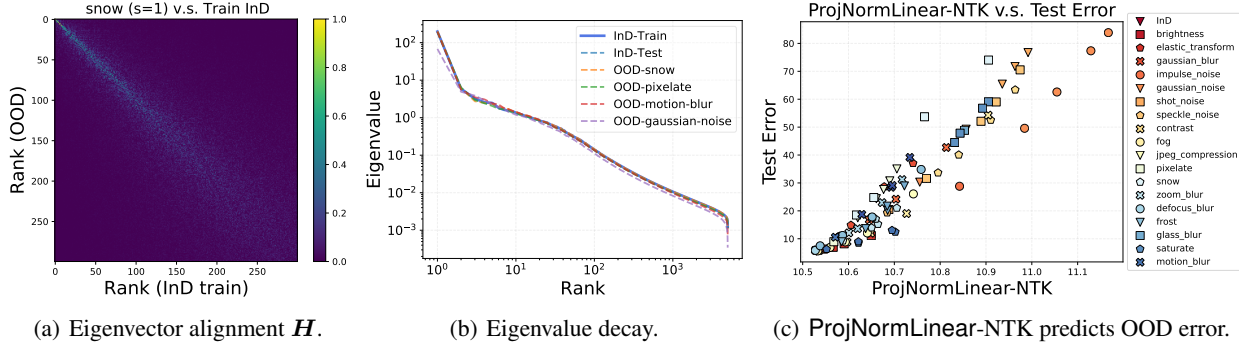 snow (s=1) v.s. Train InD
0
50
100
150
200
250
Rank (OOD)
0 50 100 150 200 250
Rank (InD train)
1.0
0.8
0.6
0.4
0.2
0.0
(a) Eigenvector alignment H.
10²
10¹
10⁰
10⁻¹
10⁻²
10⁻³
Eigenvalue
InD-Train
InD-Test
OOD-snow
OOD-pixelate
OOD-motion-blur
OOD-gaussian-noise
10⁰ 10¹ 10² 10³
Rank
(b) Eigenvalue decay.
ProjNormLinear-NTK v.s. Test Error
80
70
60
50
40
30
20
10
Test Error
10.5 10.6 10.7 10.8 10.9 11.0 11.1
ProjNormLinear-NTK
InD
brightness
elastic_transform
gaussian_blur
impulse_noise
gaussian_noise
shot_noise
speckle_noise
contrast
fog
jpeg_compression
pixelate
snow
zoom_blur
defocus_blur
frost
glass_blur
saturate
motion_blur
(c) ProjNormLinear-NTK predicts OOD error.